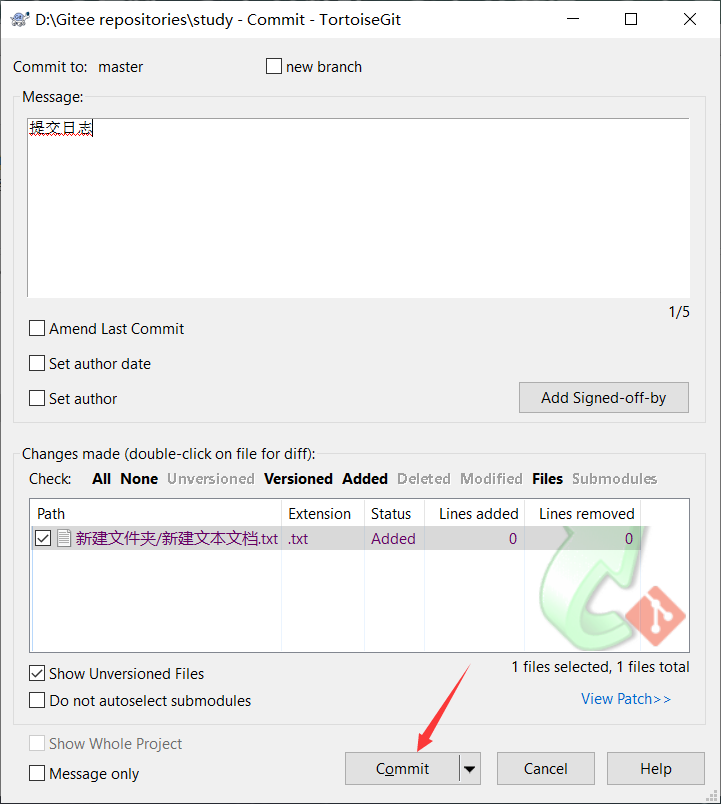 D:\Gitee repositories\study - Commit - TortoiseGit
Commit to: master new branch
Message:
提交日志
1/5
Amend Last Commit
Set author date
Set author
Add Signed-off-by
Changes made (double-click on file for diff):
Check: All None Unversioned Versioned Added Deleted Modified Files Submodules
Path Extension Status Lines added Lines removed
新建文件夹/新建文本文档.txt .txt Added 0 0
Show Unversioned Files
1 files selected, 1 files total
Do not autoselect submodules
View Patch>>
Show Whole Project
Message only
Commit Cancel Help